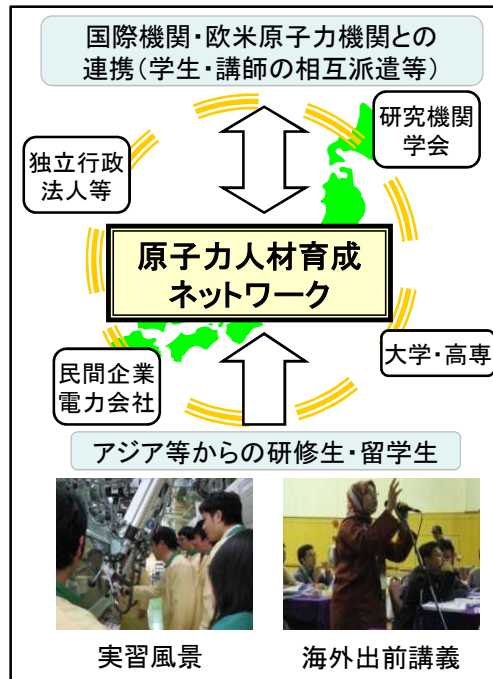 国際機関・欧米原子力機関との
連携(学生・講師の相互派遣等)
研究機関
学会
独立行政
法人等
原子力人材育成
ネットワーク
大学・高専
民間企業
電力会社
アジア等からの研修生・留学生
実習風景
海外出前講義